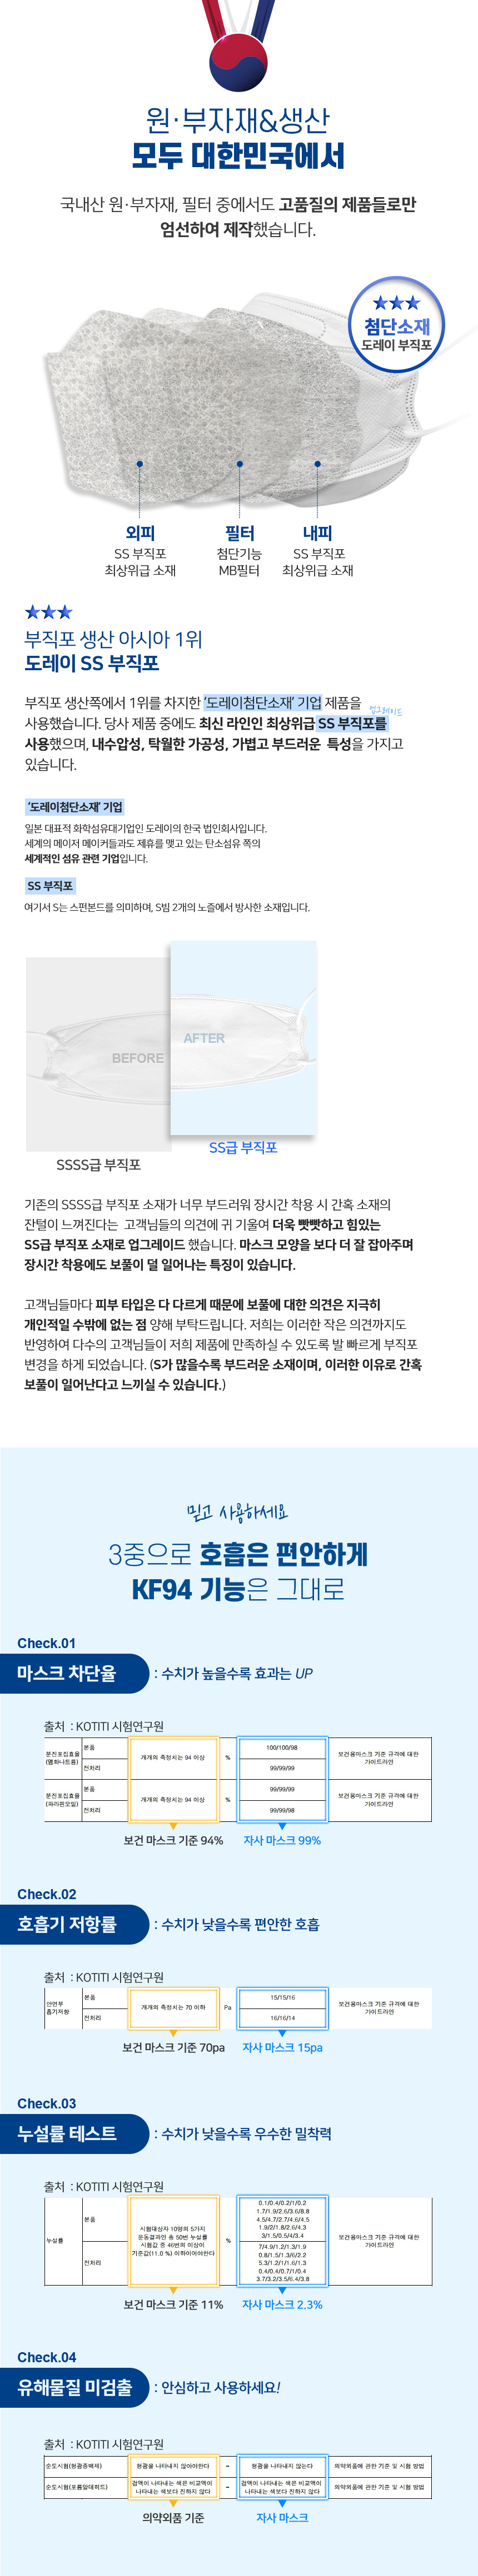 원·부자재&생산
모두 대한민국에서
국내산 원·부자재, 필터 중에서도 고품질의 제품들로만
엄선하여 제작했습니다.
첨단소재
도레이 부직포
외피
SS 부직포
최상위급 소재
필터
첨단기능
MB필터
내피
SS 부직포
최상위급 소재
부직포 생산 아시아 1위
도레이 SS 부직포
부직포 생산쪽에서 1위를 차지한 '도레이첨단소재' 기업 제품을
업그레이드
사용했습니다. 당사 제품 중에도 최신 라인인 최상위급 SS 부직포를
사용했으며, 내수압성, 탁월한 가공성, 가볍고 부드러운 특성을 가지고
있습니다.
'도레이첨단소재' 기업
일본 대표적 화학섬유대기업인 도레이의 한국 법인회사입니다.
세계의 메이저 메이커들과도 제휴를 맺고 있는 탄소섬유 쪽의
세계적인 섬유 관련 기업입니다.
SS 부직포
여기서 S는 스펀본드를 의미하며, S빔 2개의 노즐에서 방사한 소재입니다.
BEFORE
AFTER
SSSS급 부직포
SS급 부직포
기존의 SSSS급 부직포 소재가 너무 부드러워 장시간 착용 시 간혹 소재의
잔털이 느껴진다는 고객님들의 의견에 귀 기울여 더욱 빳빳하고 힘있는
SS급 부직포 소재로 업그레이드 했습니다. 마스크 모양을 보다 더 잘 잡아주며
장시간 착용에도 보풀이 덜 일어나는 특징이 있습니다.
고객님들마다 피부 타입은 다 다르게 때문에 보풀에 대한 의견은 지극히
개인적일 수밖에 없는 점 양해 부탁드립니다. 저희는 이러한 작은 의견까지도
반영하여 다수의 고객님들이 저희 제품에 만족하실 수 있도록 발 빠르게 부직포
변경을 하게 되었습니다. (S가 많을수록 부드러운 소재이며, 이러한 이유로 간혹
보풀이 일어난다고 느끼실 수 있습니다.)
믿고 사용하세요
3중으로 호흡은 편안하게
KF94 기능은 그대로
Check.01
마스크 차단율 : 수치가 높을수록 효과는 UP
출처 : KOTITI 시험연구원
분진포집효율
(염화나트륨)
본품
전처리
개개의 측정치는 94 이상
%
100/100/98
99/99/99
보건용마스크 기준 규격에 대한
가이드라인
분진포집효율
(파라핀오일)
본품
전처리
개개의 측정치는 94 이상
%
99/99/99
99/99/98
보건용마스크 기준 규격에 대한
가이드라인
보건 마스크 기준 94%
자사 마스크 99%
Check.02
호흡기 저항률 : 수치가 낮을수록 편안한 호흡
출처 : KOTITI 시험연구원
안면부
흡기저항
본품
전처리
개개의 측정치는 70 이하
Pa
15/15/16
16/16/14
보건용마스크 기준 규격에 대한
가이드라인
보건 마스크 기준 70pa
자사 마스크 15pa
Check.03
누설률 테스트 : 수치가 낮을수록 우수한 밀착력
출처 : KOTITI 시험연구원
누설률
본품
전처리
시험대상자 10명의 5가지
운동결과인 총 50번 누설률
시험값 중 46번의 이상이
기준값(11.0 %) 이하이어야한다
%
0.1/0.4/0.2/1/0.2
1.7/1.9/2.6/3.6/8.8
4.5/4.7/2.7/4.6/4.5
1.9/2/1.8/2.6/4.3
3/1.5/0.5/4/3.4
7/4.9/1.2/1.3/1.9
0.8/1.5/1.3/6/2.2
5.3/1.2/1/1.6/1.3
0.4/0.4/0.7/1/0.4
3.7/3.2/3.5/6.4/3.8
보건용마스크 기준 규격에 대한
가이드라인
보건 마스크 기준 11%
자사 마스크 2.3%
Check.04
유해물질 미검출 : 안심하고 사용하세요!
출처 : KOTITI 시험연구원
순도시험(형광증백제)
형광을 나타내지 않아야한다
-
형광을 나타내지 않는다
의약외품에 관한 기준 및 시험 방법
순도시험(포름알데히드)
검액이 나타내는 색은 비교액이
나타내는 색보다 진하지 않다
-
검액이 나타내는 색은 비교액이
나타내는 색보다 진하지 않다
의약외품에 관한 기준 및 시험 방법
의약외품 기준
자사 마스크